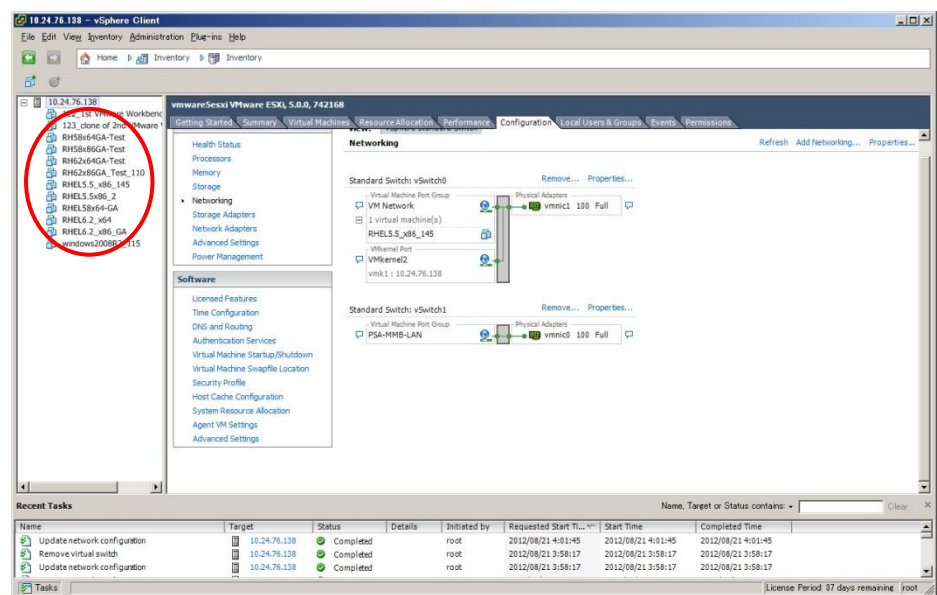 10.24.76.138 - vSphere Client
File Edit View Inventory Administration Plug-ins Help
Home Inventory Inventory
10.24.76.138
122_1st VMware Workbenc
123_clone of 2nd VMware
RH58x64GA-Test
RH58x86GA-Test
RH62x64GA-Test
RH62x86GA_Test_110
RHEL5.5_x86_145
RHEL5.5x86_2
RHEL58x64-GA
RHEL6.2_x64
RHEL6.2_x86_GA
windows2008R2_115
vmware5esxi VMware ESXi, 5.0.0, 742168
Getting Started Summary Virtual Machines Resource Allocation Performance Configuration Local Users & Groups Events Permissions
Health Status
Processors
Memory
Storage
Networking
Storage Adapters
Network Adapters
Advanced Settings
Power Management
Software
Licensed Features
Time Configuration
DNS and Routing
Authentication Services
Virtual Machine Startup/Shutdown
Virtual Machine Swapfile Location
Security Profile
Host Cache Configuration
System Resource Allocation
Agent VM Settings
Advanced Settings
View: vSphere Standard Switch
Networking
Refresh Add Networking... Properties...
Standard Switch: vSwitch0 Remove... Properties...
Virtual Machine Port Group Physical Adapters
VM Network vmnic1 100 Full
1 virtual machine(s)
RHEL5.5_x86_145
VMkernel Port
VMkernel2
vmk1 : 10.24.76.138
Standard Switch: vSwitch1 Remove... Properties...
Virtual Machine Port Group Physical Adapters
PSA-MMB-LAN vmnic0 100 Full
Recent Tasks
Name, Target or Status contains: Clear
Name Target Status Details Initiated by Requested Start Ti... Start Time Completed Time
Update network configuration 10.24.76.138 Completed root 2012/08/21 4:01:45 2012/08/21 4:01:45 2012/08/21 4:01:45
Remove virtual switch 10.24.76.138 Completed root 2012/08/21 3:58:17 2012/08/21 3:58:17 2012/08/21 3:58:17
Update network configuration 10.24.76.138 Completed root 2012/08/21 3:58:17 2012/08/21 3:58:17 2012/08/21 3:58:17
Tasks License Period: 37 days remaining root